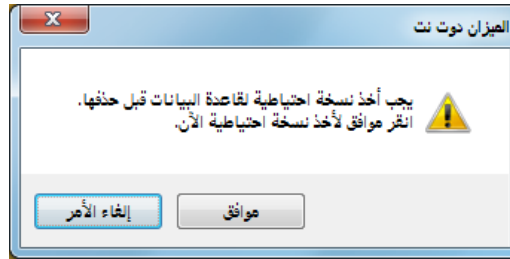 الميزان دوت نت
يجب أخذ نسخة احتياطية لقاعدة البيانات قبل حذفها.
انقر موافق لأخذ نسخة احتياطية الآن.
موافق
إلغاء الأمر